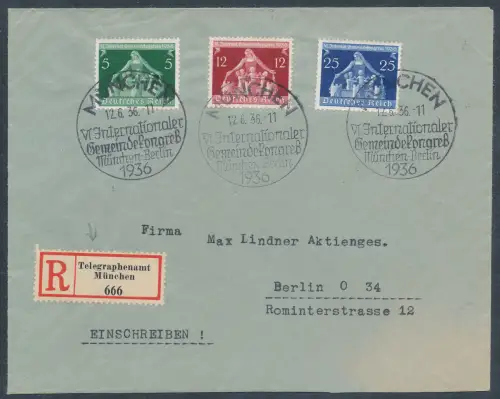 5 5
12 12
25 25
Deutsches Reich
Deutsches Reich
Deutsches Reich
MÜNCHEN
12.6.36.-11
VI. Internationaler
Gemeindekongreß
München-Berlin
1936
MÜNCHEN
12.6.36.-11
VI. Internationaler
Gemeindekongreß
München-Berlin
1936
MÜNCHEN
12.6.36.-11
VI. Internationaler
Gemeindekongreß
München-Berlin
1936
Firma
Max Lindner Aktienges.
Berlin O 34
Rominterstrasse 12
R
Telegraphenamt
München
666
EINSCHREIBEN !